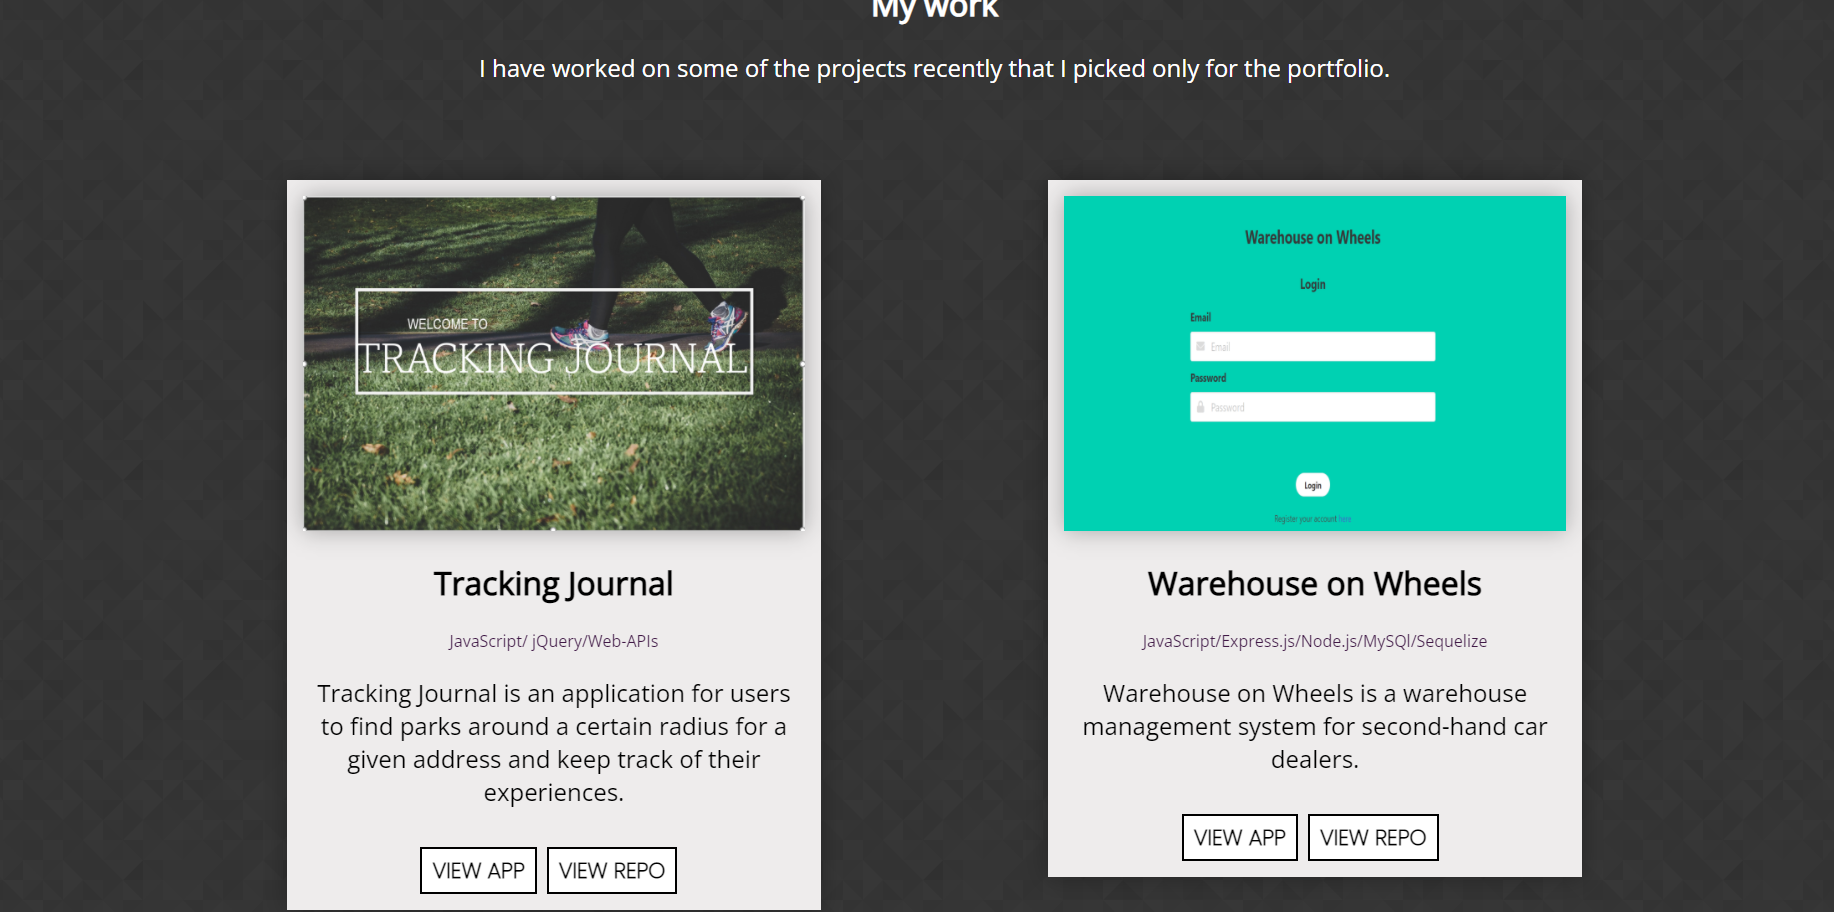 My work
I have worked on some of the projects recently that I picked only for the portfolio.
WELCOME TO
TRACKING JOURNAL
Tracking Journal
JavaScript/ jQuery/Web-APIs
Tracking Journal is an application for users
to find parks around a certain radius for a
given address and keep track of their
experiences.
VIEW APP
VIEW REPO
Warehouse on Wheels
Login
Email
Email
Password
Password
Login
Register your account here
Warehouse on Wheels
JavaScript/Express.js/Node.js/MySQl/Sequelize
Warehouse on Wheels is a warehouse
management system for second-hand car
dealers.
VIEW APP
VIEW REPO